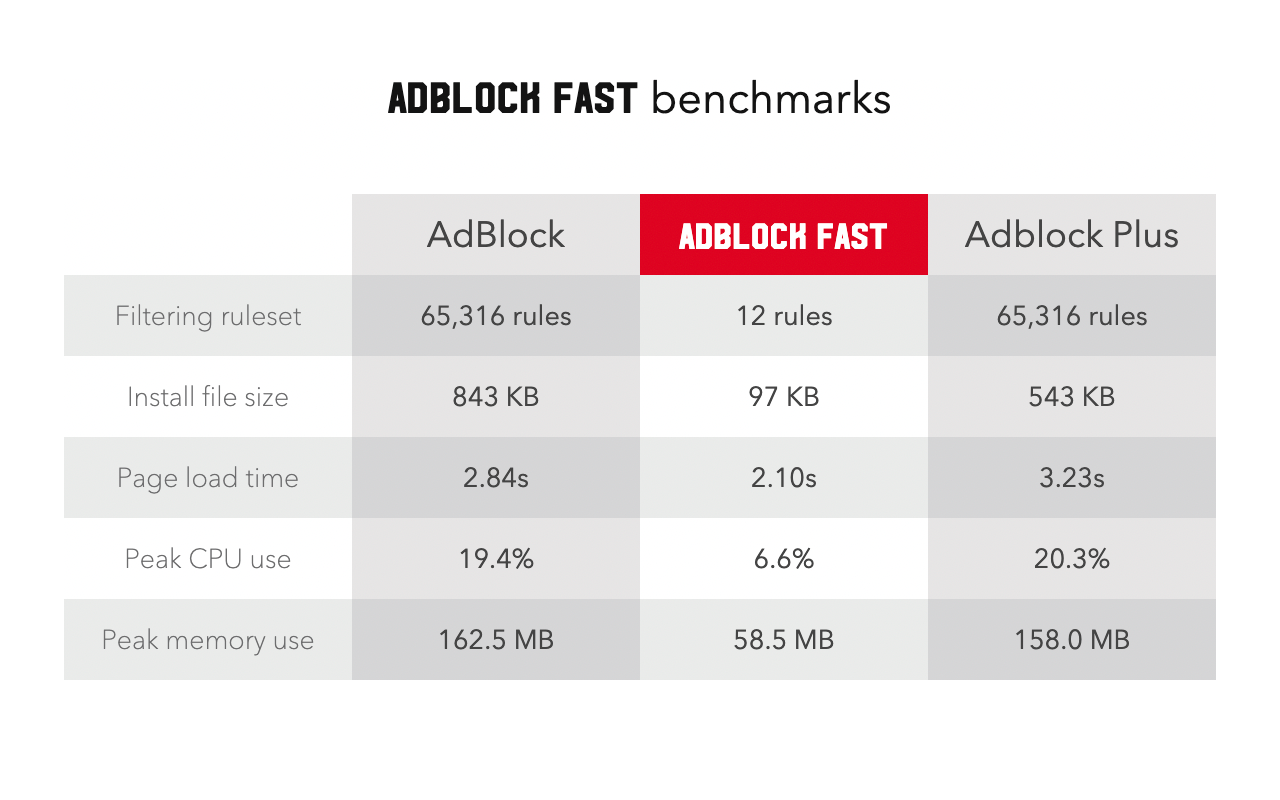 ADBLOCK FAST benchmarks
AdBlock ADBLOCK FAST Adblock Plus
Filtering ruleset 65,316 rules 12 rules 65,316 rules
Install file size 843 KB 97 KB 543 KB
Page load time 2.84s 2.10s 3.23s
Peak CPU use 19.4% 6.6% 20.3%
Peak memory use 162.5 MB 58.5 MB 158.0 MB